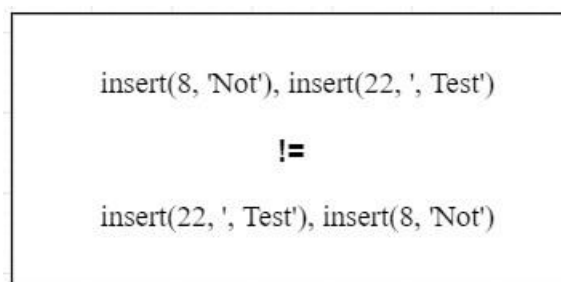 insert(8, 'Not'), insert(22, ', Test')
!=
insert(22, ', Test'), insert(8, 'Not')